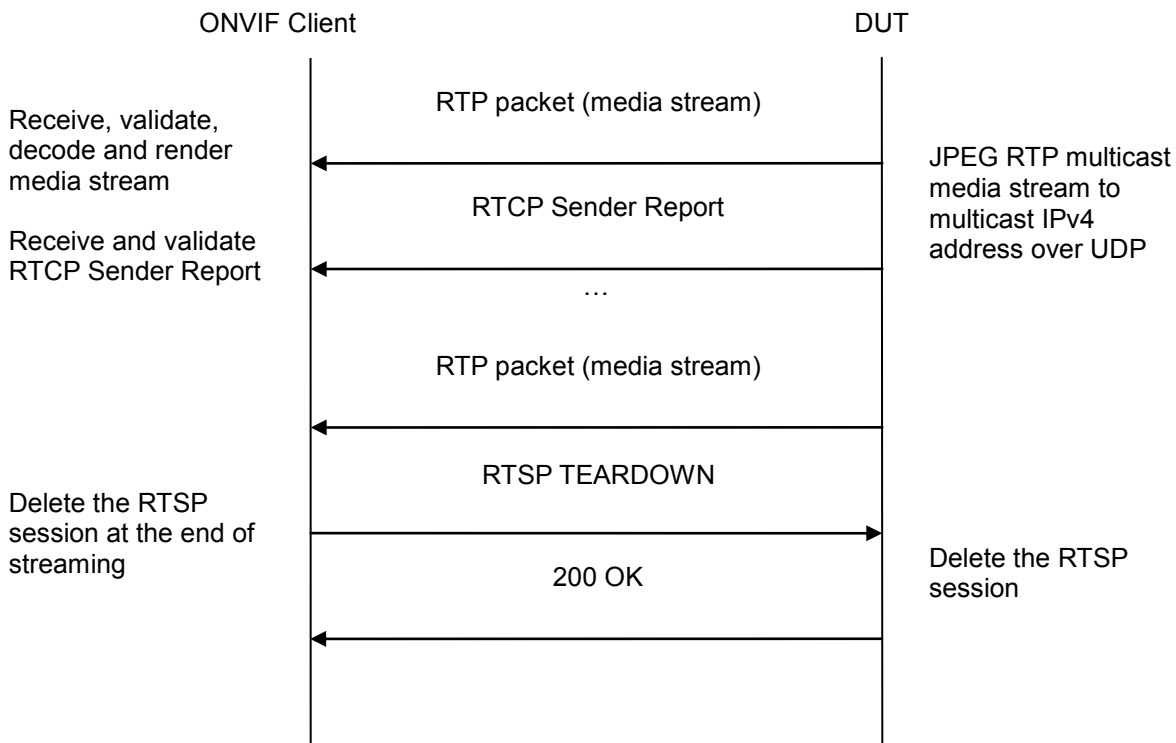 ONVIF Client
DUT
RTP packet (media stream)
Receive, validate,
decode and render
media stream
JPEG RTP multicast
media stream to
multicast IPv4
address over UDP
RTCP Sender Report
Receive and validate
RTCP Sender Report
…
RTP packet (media stream)
RTSP TEARDOWN
Delete the RTSP
session at the end of
streaming
Delete the RTSP
session
200 OK